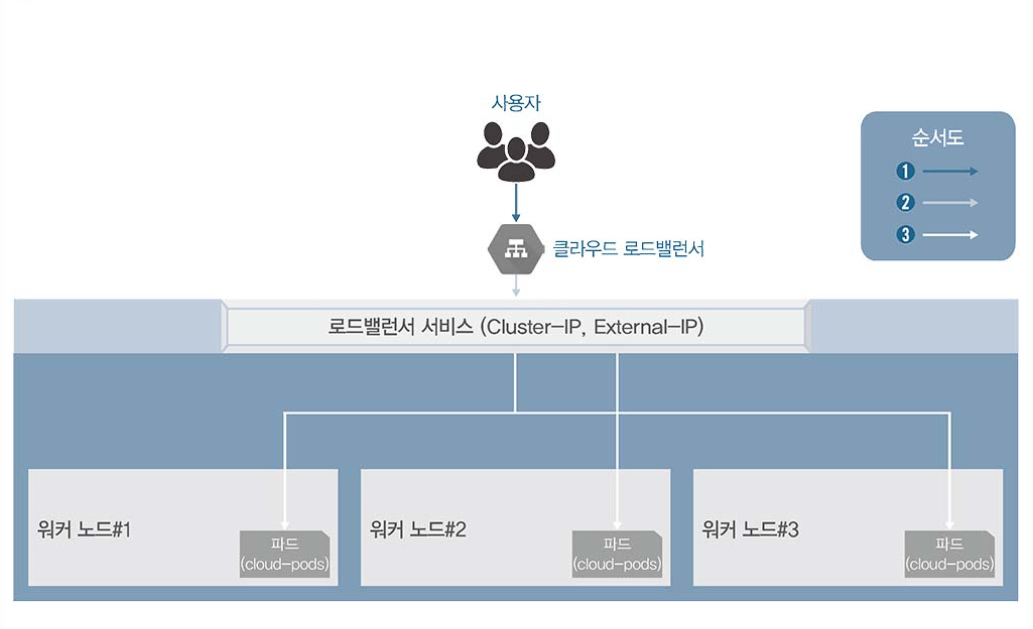 사용자
순서도
1
2
3
클라우드 로드밸런서
로드밸런서 서비스 (Cluster-IP, External-IP)
워커 노드#1
파드
(cloud-pods)
워커 노드#2
파드
(cloud-pods)
워커 노드#3
파드
(cloud-pods)